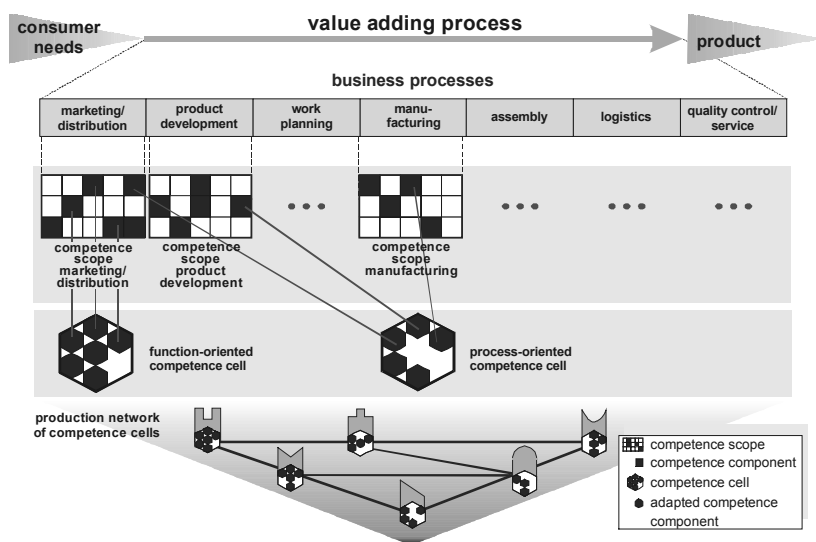 consumer
needs
value adding process
product
business processes
marketing/
distribution
product
development
work
planning
manu-
facturing
assembly
logistics
quality control/
service
competence
scope
marketing/
distribution
competence
scope
product
development
competence
scope
manufacturing
function-oriented
competence cell
process-oriented
competence cell
production network
of competence cells
competence scope
competence component
competence cell
adapted competence
component